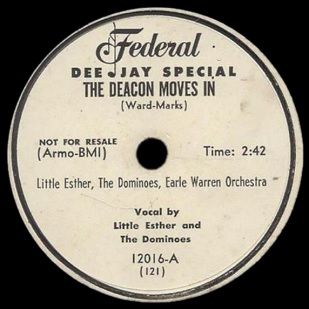 Federal
DEE JAY SPECIAL
THE DEACON MOVES IN
(Ward-Marks)
NOT FOR RESALE
(Armo-BMI) Time: 2:42
Little Esther, The Dominoes, Earle Warren Orchestra
Vocal by
Little Esther and
The Dominoes
12016-A
(121)